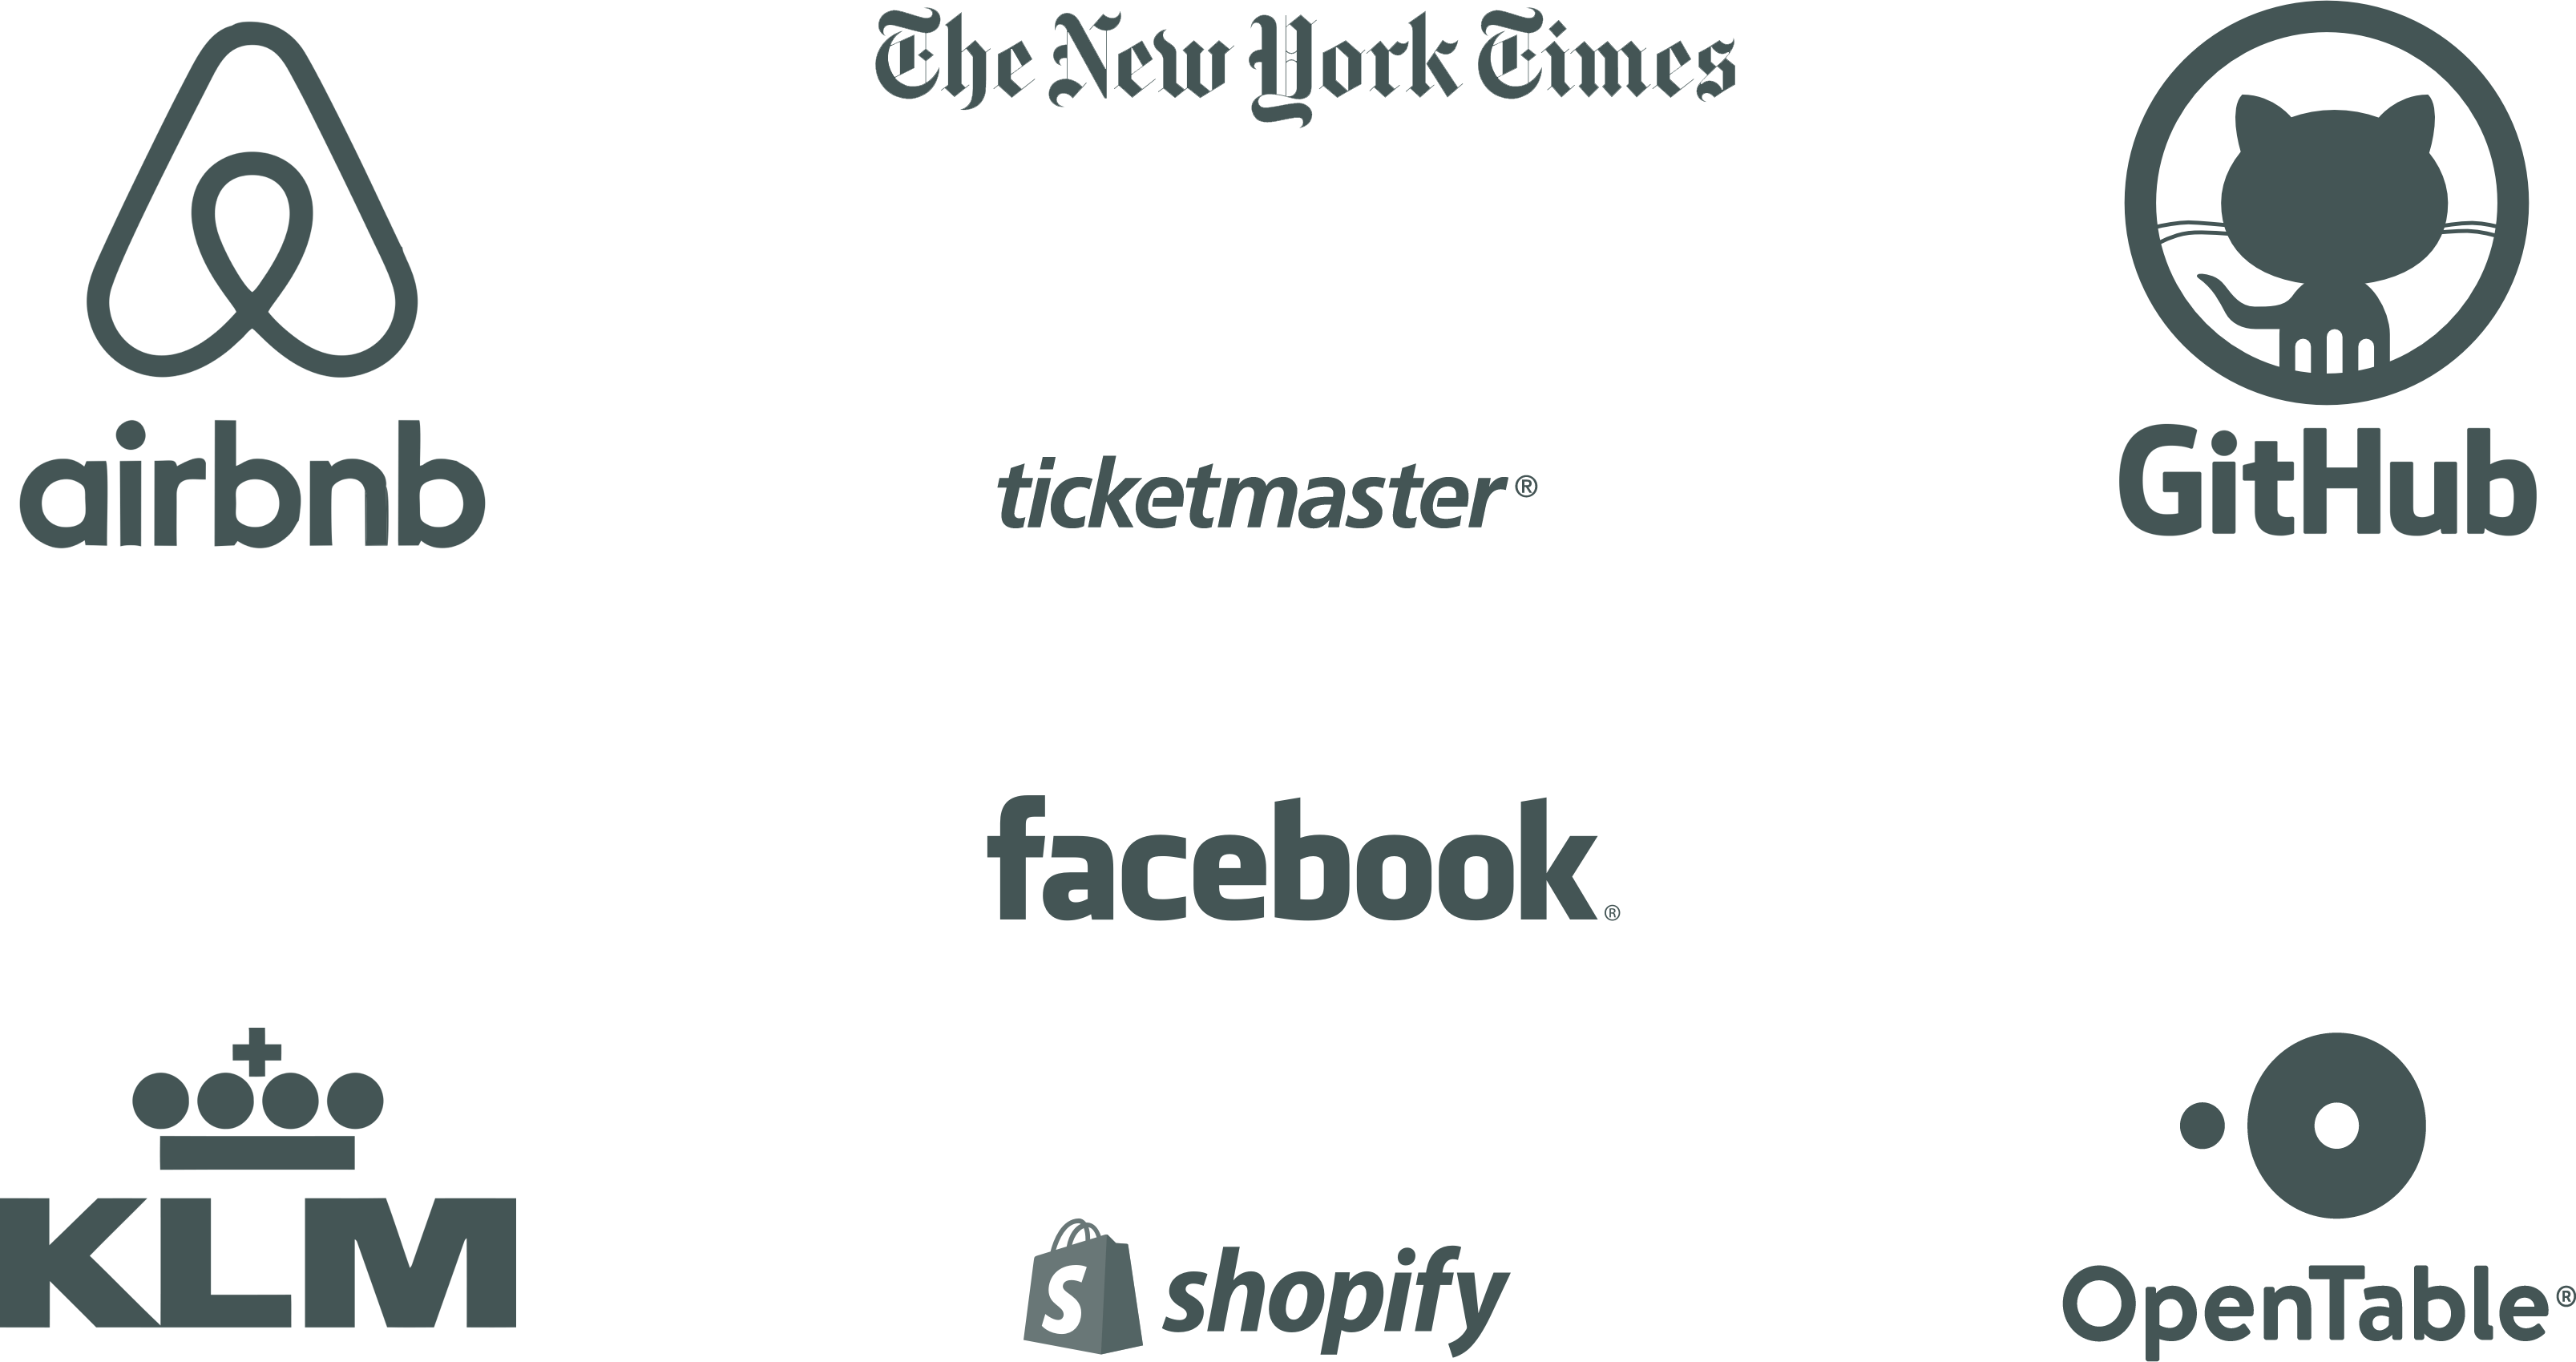 The New York Times
airbnb
ticketmaster®
GitHub
facebook®
KLM
S shopify
OpenTable®